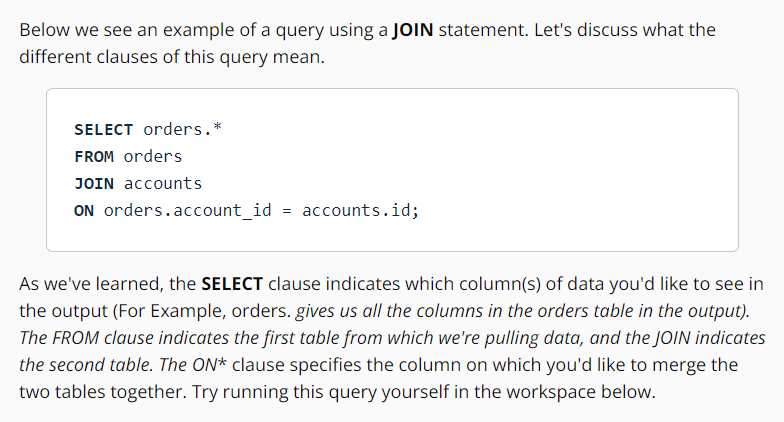 Below we see an example of a query using a JOIN statement. Let's discuss what the
different clauses of this query mean.
SELECT orders.*
FROM orders
JOIN accounts
ON orders.account_id = accounts.id;
As we've learned, the SELECT clause indicates which column(s) of data you'd like to see in
the output (For Example, orders. gives us all the columns in the orders table in the output).
The FROM clause indicates the first table from which we're pulling data, and the JOIN indicates
the second table. The ON* clause specifies the column on which you'd like to merge the
two tables together. Try running this query yourself in the workspace below.